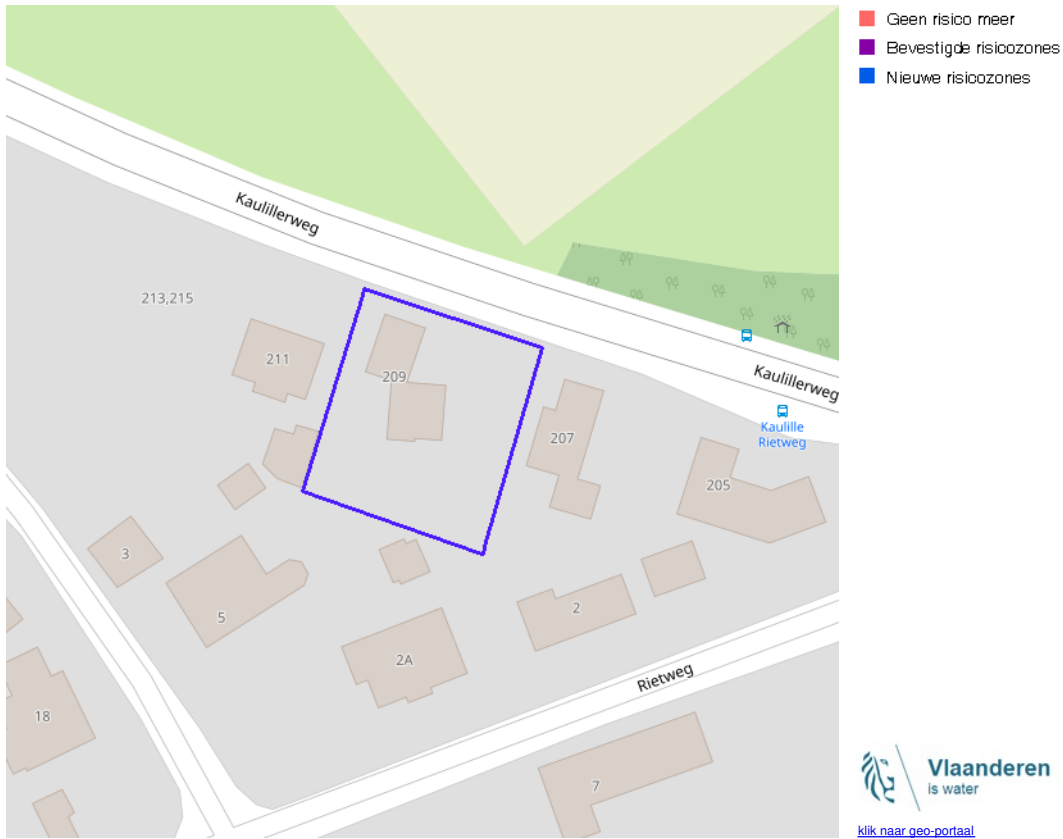 Geen risico meer
Bevestigde risicozones
Nieuwe risicozones
Kaulillerweg
213,215
211
209
Kaulillerweg
Kaulille
Rietweg
207
205
3
5
2
2A
Rietweg
18
7
Vlaanderen
is water
klik naar geo-portaal